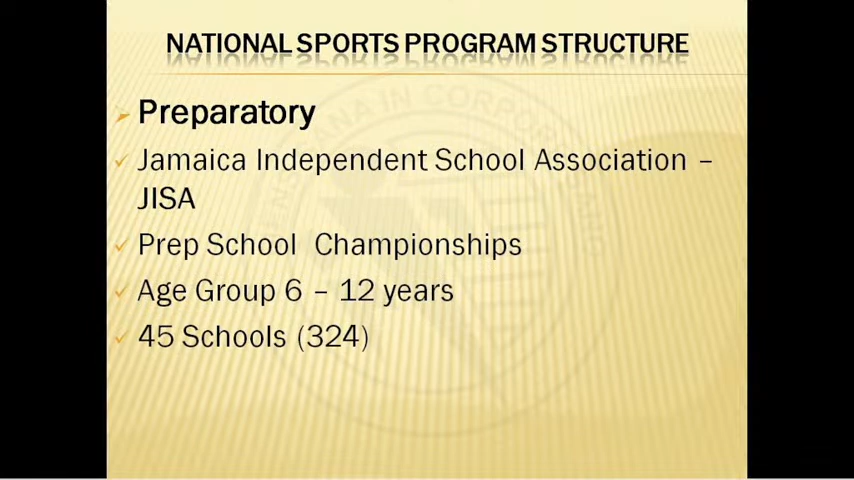 NATIONAL SPORTS PROGRAM STRUCTURE
Preparatory
Jamaica Independent School Association –
JISA
Prep School Championships
Age Group 6 – 12 years
45 Schools (324)